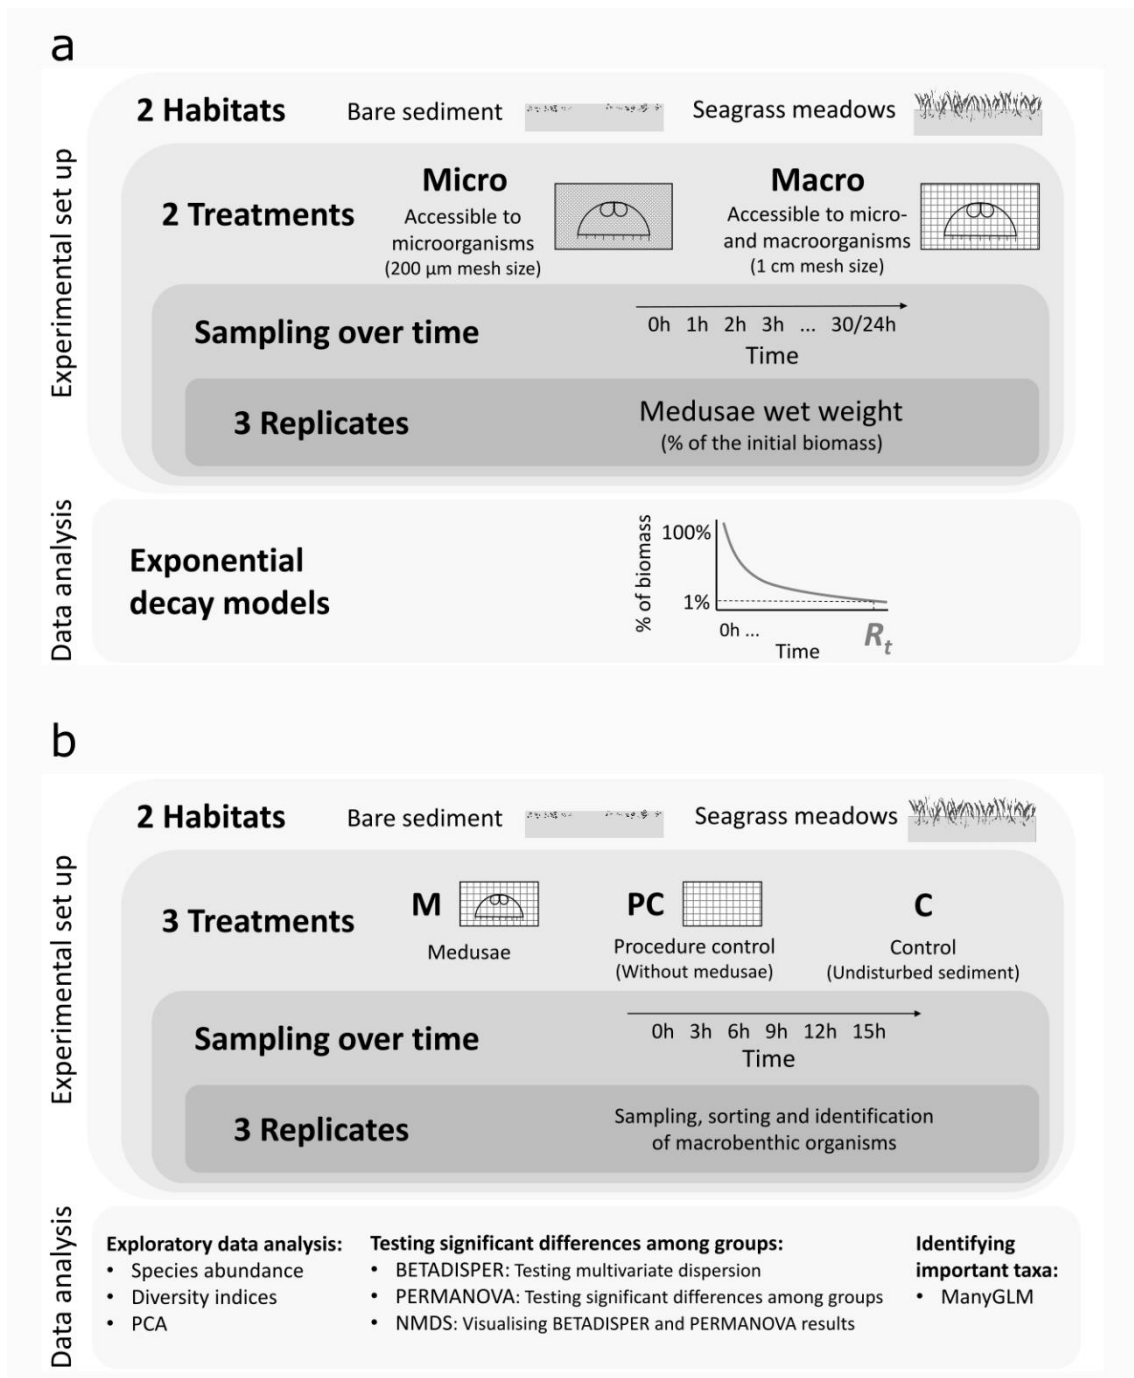 a
Experimental set up
2 Habitats
Bare sediment
Seagrass meadows
2 Treatments
Micro
Accessible to
microorganisms
(200 µm mesh size)
Macro
Accessible to micro-
and macroorganisms
(1 cm mesh size)
Sampling over time
0h 1h 2h 3h ... 30/24h
Time
3 Replicates
Medusae wet weight
(% of the initial biomass)
Data analysis
Exponential
decay models
% of biomass
100%
1%
0h ...
Time
Rt
b
Experimental set up
2 Habitats
Bare sediment
Seagrass meadows
3 Treatments
M
Medusae
PC
Procedure control
(Without medusae)
C
Control
(Undisturbed sediment)
Sampling over time
0h 3h 6h 9h 12h 15h
Time
3 Replicates
Sampling, sorting and identification
of macrobenthic organisms
Data analysis
Exploratory data analysis:
• Species abundance
• Diversity indices
• PCA
Testing significant differences among groups:
• BETADISPER: Testing multivariate dispersion
• PERMANOVA: Testing significant differences among groups
• NMDS: Visualising BETADISPER and PERMANOVA results
Identifying
important taxa:
• ManyGLM